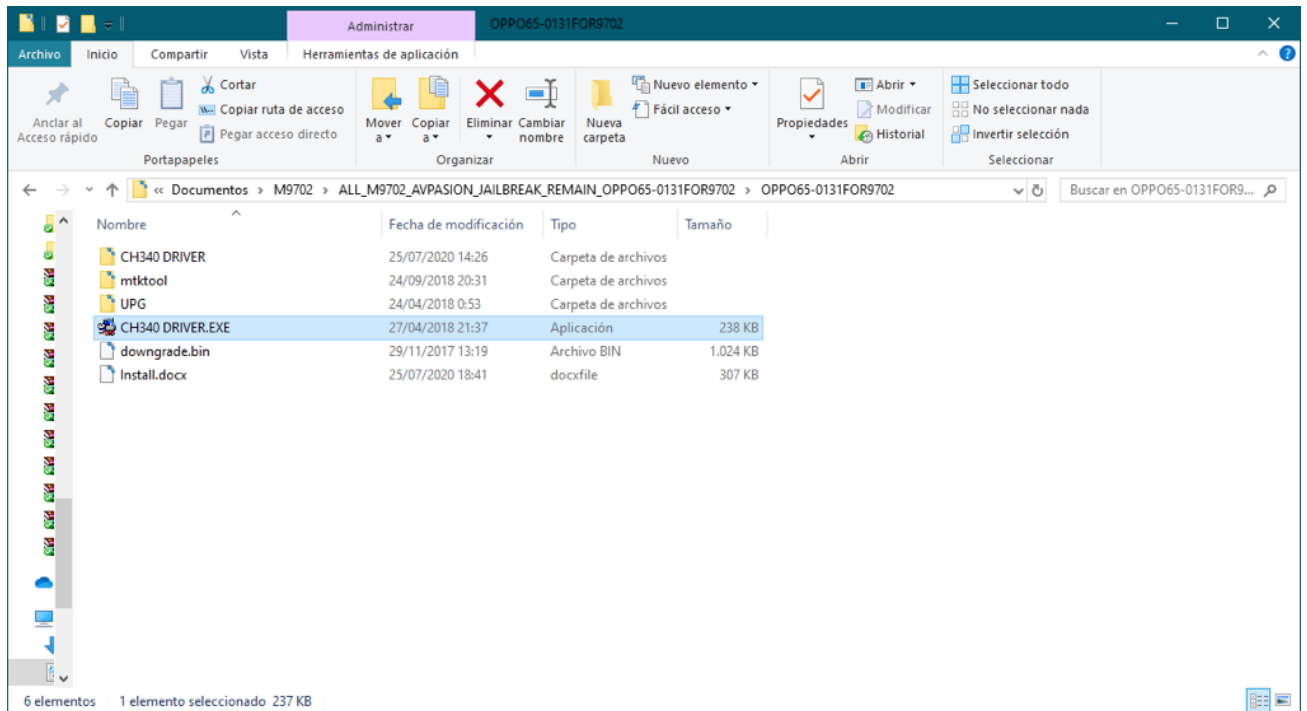 Administrar OPPO65-0131FOR9702
Archivo Inicio Compartir Vista Herramientas de aplicación
Anclar al Acceso rápido
Copiar
Pegar
Cortar
Copiar ruta de acceso
Pegar acceso directo
Portapapeles
Mover a
Copiar a
Eliminar
Cambiar nombre
Organizar
Nueva carpeta
Nuevo elemento
Fácil acceso
Nuevo
Propiedades
Abrir
Modificar
Historial
Abrir
Seleccionar todo
No seleccionar nada
Invertir selección
Seleccionar
« Documentos > M9702 > ALL_M9702_AVPASION_JAILBREAK_REMAIN_OPPO65-0131FOR9702 > OPPO65-0131FOR9702
Buscar en OPPO65-0131FOR9...
Nombre Fecha de modificación Tipo Tamaño
CH340 DRIVER 25/07/2020 14:26 Carpeta de archivos
mtktool 24/09/2018 20:31 Carpeta de archivos
UPG 24/04/2018 0:53 Carpeta de archivos
CH340 DRIVER.EXE 27/04/2018 21:37 Aplicación 238 KB
downgrade.bin 29/11/2017 13:19 Archivo BIN 1.024 KB
Install.docx 25/07/2020 18:41 docxfile 307 KB
6 elementos 1 elemento seleccionado 237 KB